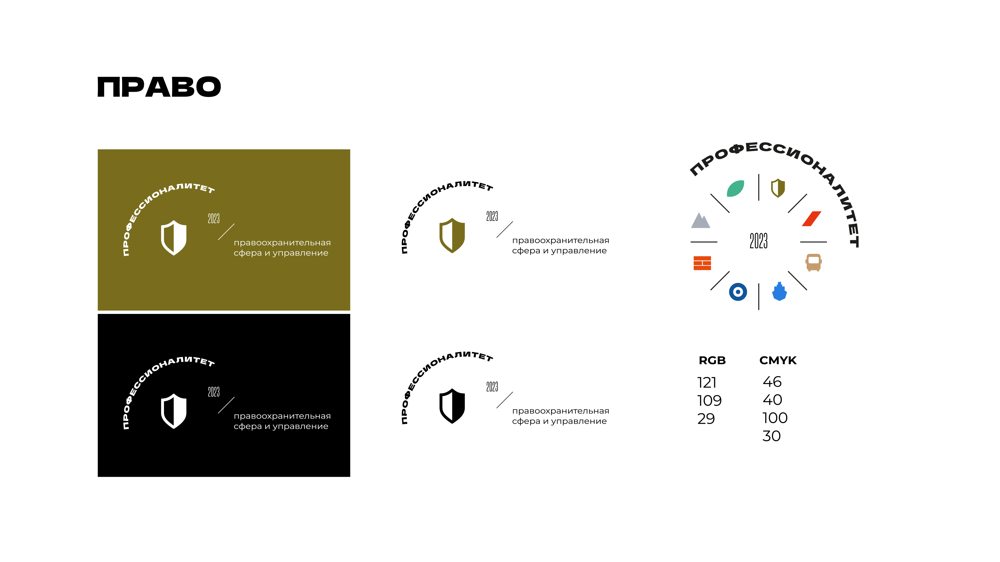 ПРАВО
ПРОФЕССИОНАЛИТЕТ
2023
правоохранительная
сфера и управление
ПРОФЕССИОНАЛИТЕТ
2023
правоохранительная
сфера и управление
ПРОФЕССИОНАЛИТЕТ
2023
ПРОФЕССИОНАЛИТЕТ
2023
правоохранительная
сфера и управление
ПРОФЕССИОНАЛИТЕТ
2023
правоохранительная
сфера и управление
RGB
121
109
29
CMYK
46
40
100
30